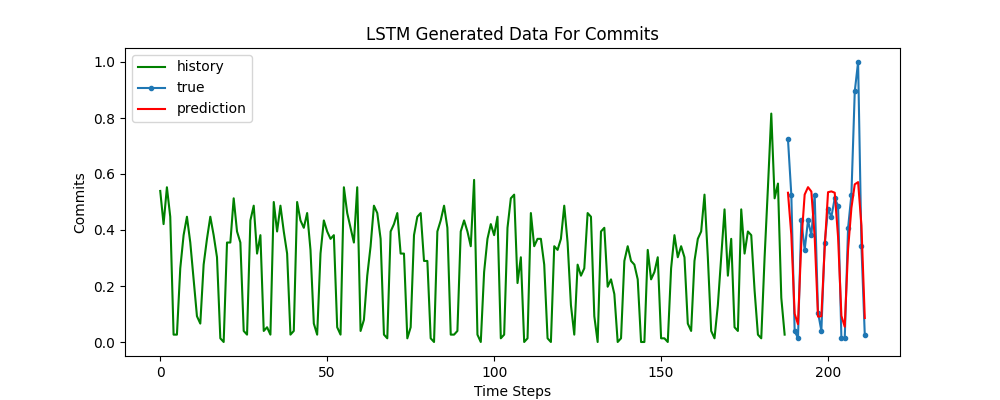 LSTM Generated Data For Commits
history
true
prediction
1.0
0.8
0.6
0.4
0.2
0.0
Commits
0
50
100
150
200
Time Steps